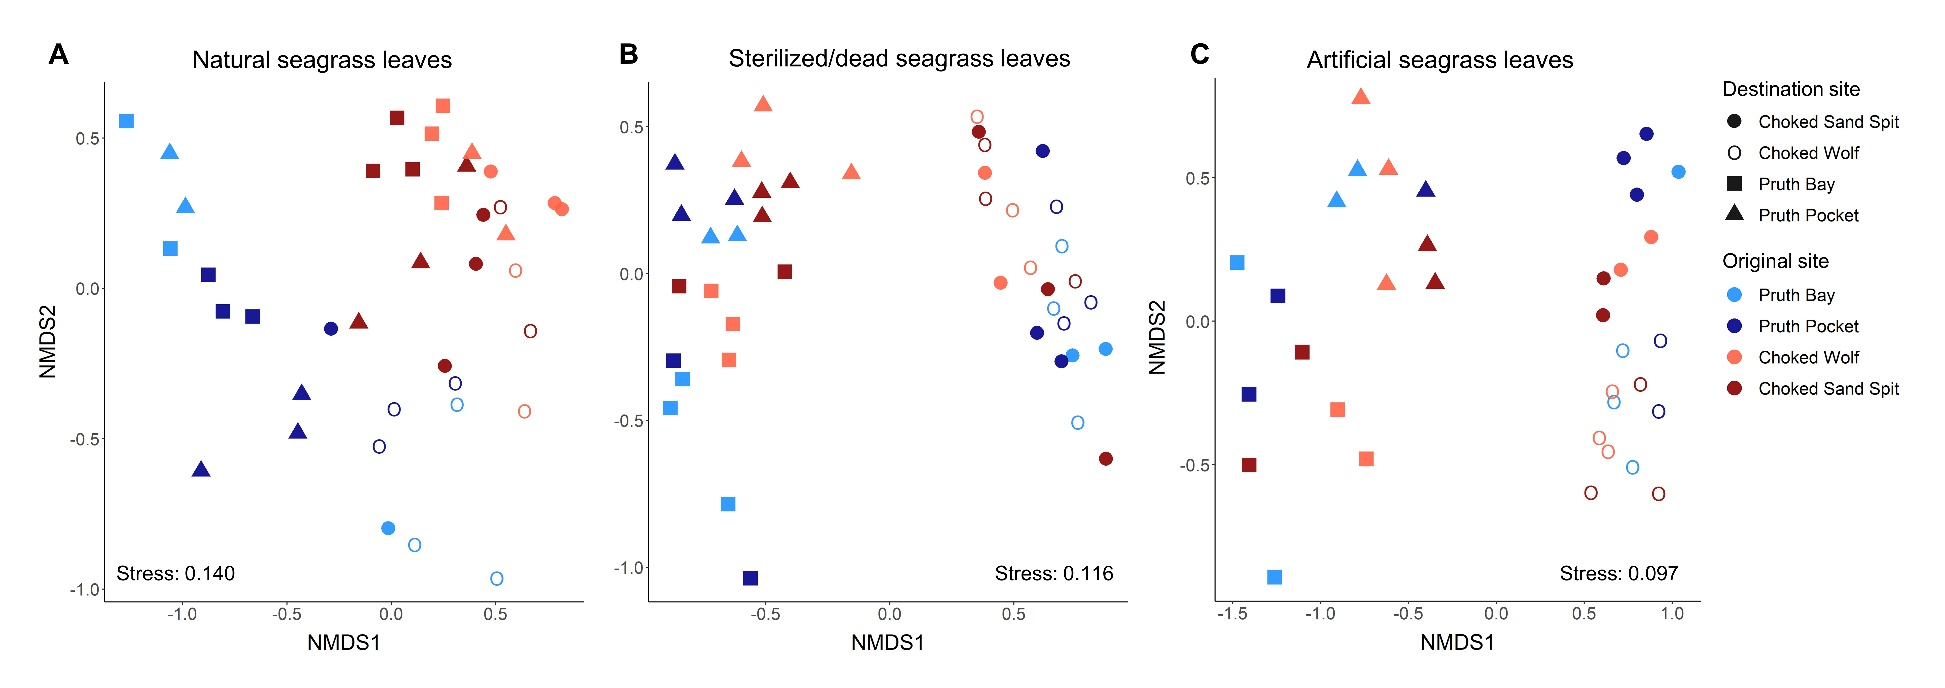 A
Natural seagrass leaves
0.5
0.0
-0.5
-1.0
NMDS2
Stress: 0.140
-1.0 -0.5 0.0 0.5
NMDS1
B
Sterilized/dead seagrass leaves
0.5
0.0
-0.5
-1.0
Stress: 0.116
-0.5 0.0 0.5
NMDS1
C
Artificial seagrass leaves
0.5
0.0
-0.5
NMDS2
Stress: 0.097
-1.5 -1.0 -0.5 0.0 0.5 1.0
NMDS1
Destination site
Choked Sand Spit
Choked Wolf
Pruth Bay
Pruth Pocket
Original site
Pruth Bay
Pruth Pocket
Choked Wolf
Choked Sand Spit